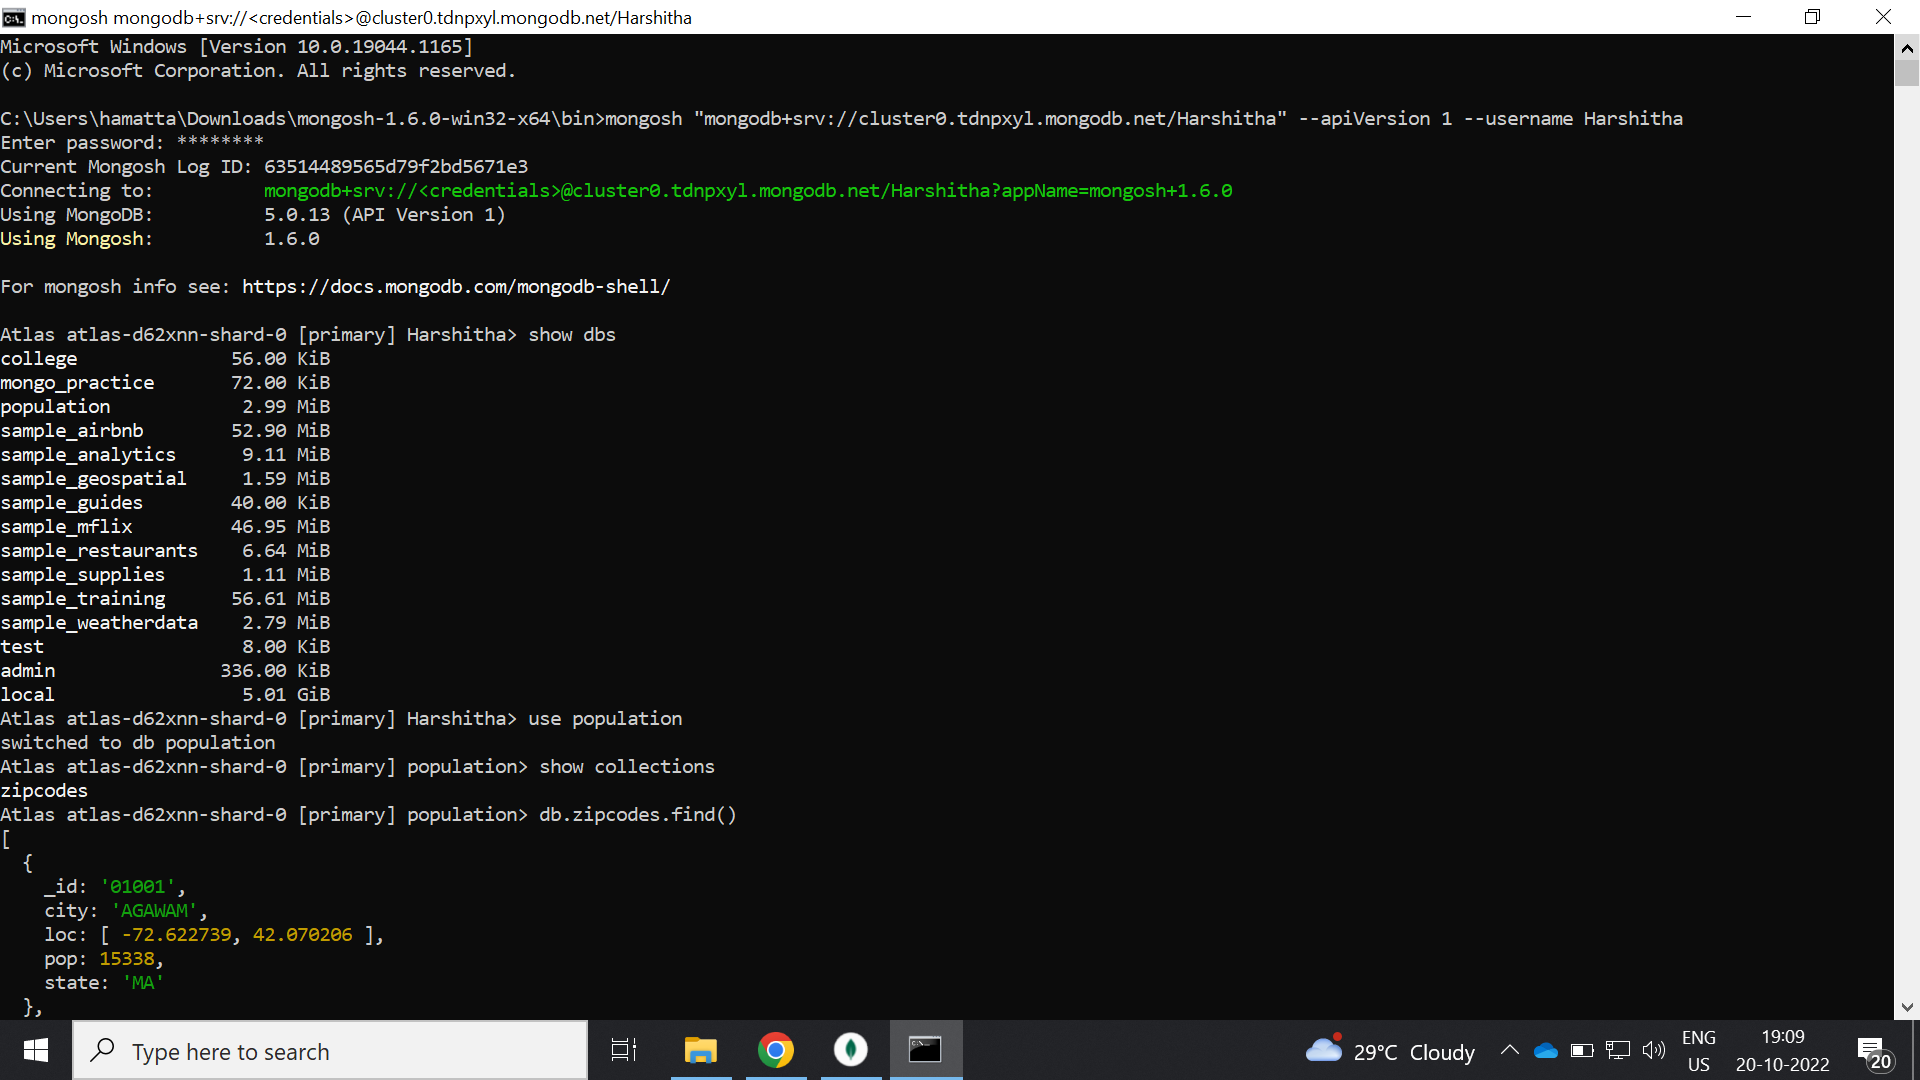 mongosh mongodb+srv://<credentials>@cluster0.tdnpxyl.mongodb.net/Harshitha
Microsoft Windows [Version 10.0.19044.1165]
(c) Microsoft Corporation. All rights reserved.
C:\Users\hamatta\Downloads\mongosh-1.6.0-win32-x64\bin>mongosh "mongodb+srv://cluster0.tdnpxyl.mongodb.net/Harshitha" --apiVersion 1 --username Harshitha
Enter password: ********
Current Mongosh Log ID: 63514489565d79f2bd5671e3
Connecting to:          mongodb+srv://<credentials>@cluster0.tdnpxyl.mongodb.net/Harshitha?appName=mongosh+1.6.0
Using MongoDB:          5.0.13 (API Version 1)
Using Mongosh:          1.6.0
For mongosh info see: https://docs.mongodb.com/mongodb-shell/
Atlas atlas-d62xnn-shard-0 [primary] Harshitha> show dbs
college              56.00 KiB
mongo_practice       72.00 KiB
population            2.99 MiB
sample_airbnb        52.90 MiB
sample_analytics      9.11 MiB
sample_geospatial     1.59 MiB
sample_guides        40.00 KiB
sample_mflix         46.95 MiB
sample_restaurants    6.64 MiB
sample_supplies       1.11 MiB
sample_training      56.61 MiB
sample_weatherdata    2.79 MiB
test                  8.00 KiB
admin               336.00 KiB
local                 5.01 GiB
Atlas atlas-d62xnn-shard-0 [primary] Harshitha> use population
switched to db population
Atlas atlas-d62xnn-shard-0 [primary] population> show collections
zipcodes
Atlas atlas-d62xnn-shard-0 [primary] population> db.zipcodes.find()
[
  {
    _id: '01001',
    city: 'AGAWAM',
    loc: [ -72.622739, 42.070206 ],
    pop: 15338,
    state: 'MA'
  },
Type here to search
29°C Cloudy
ENG
US
19:09
20-10-2022
20